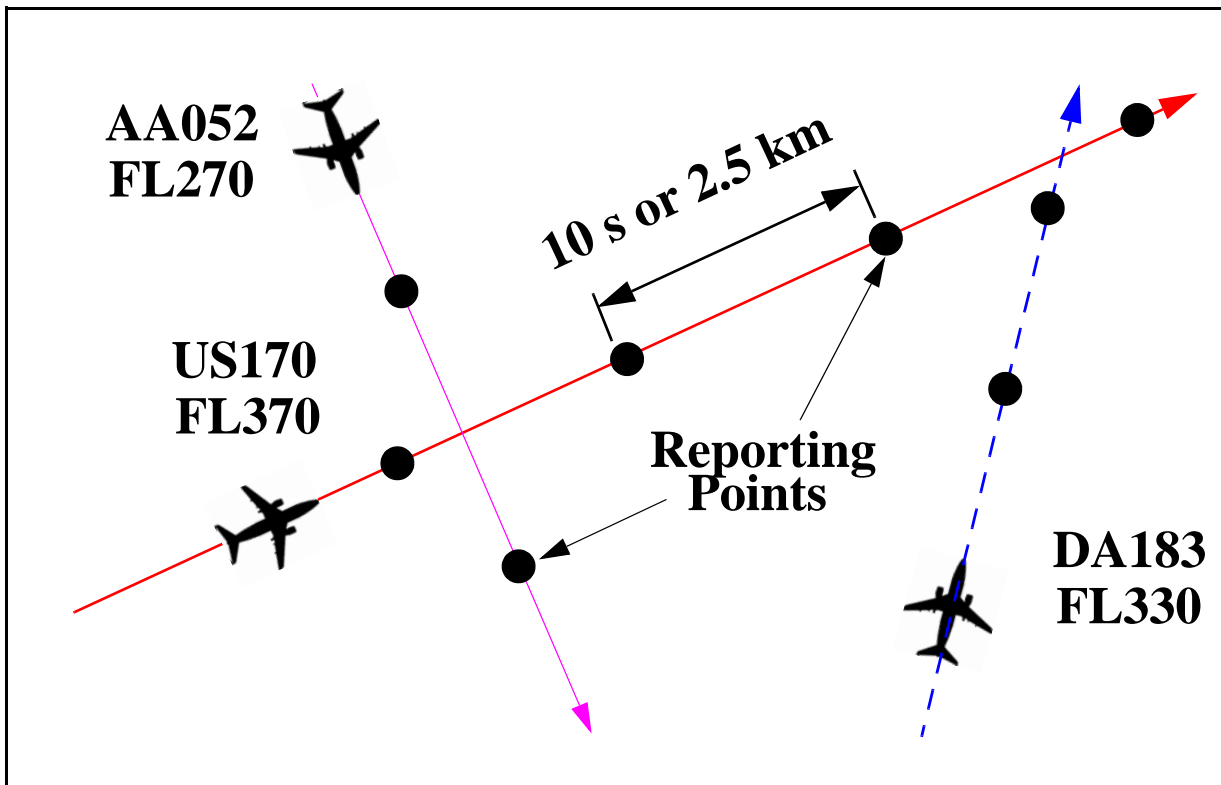 AA052
FL270
10 s or 2.5 km
US170
FL370
Reporting
Points
DA183
FL330